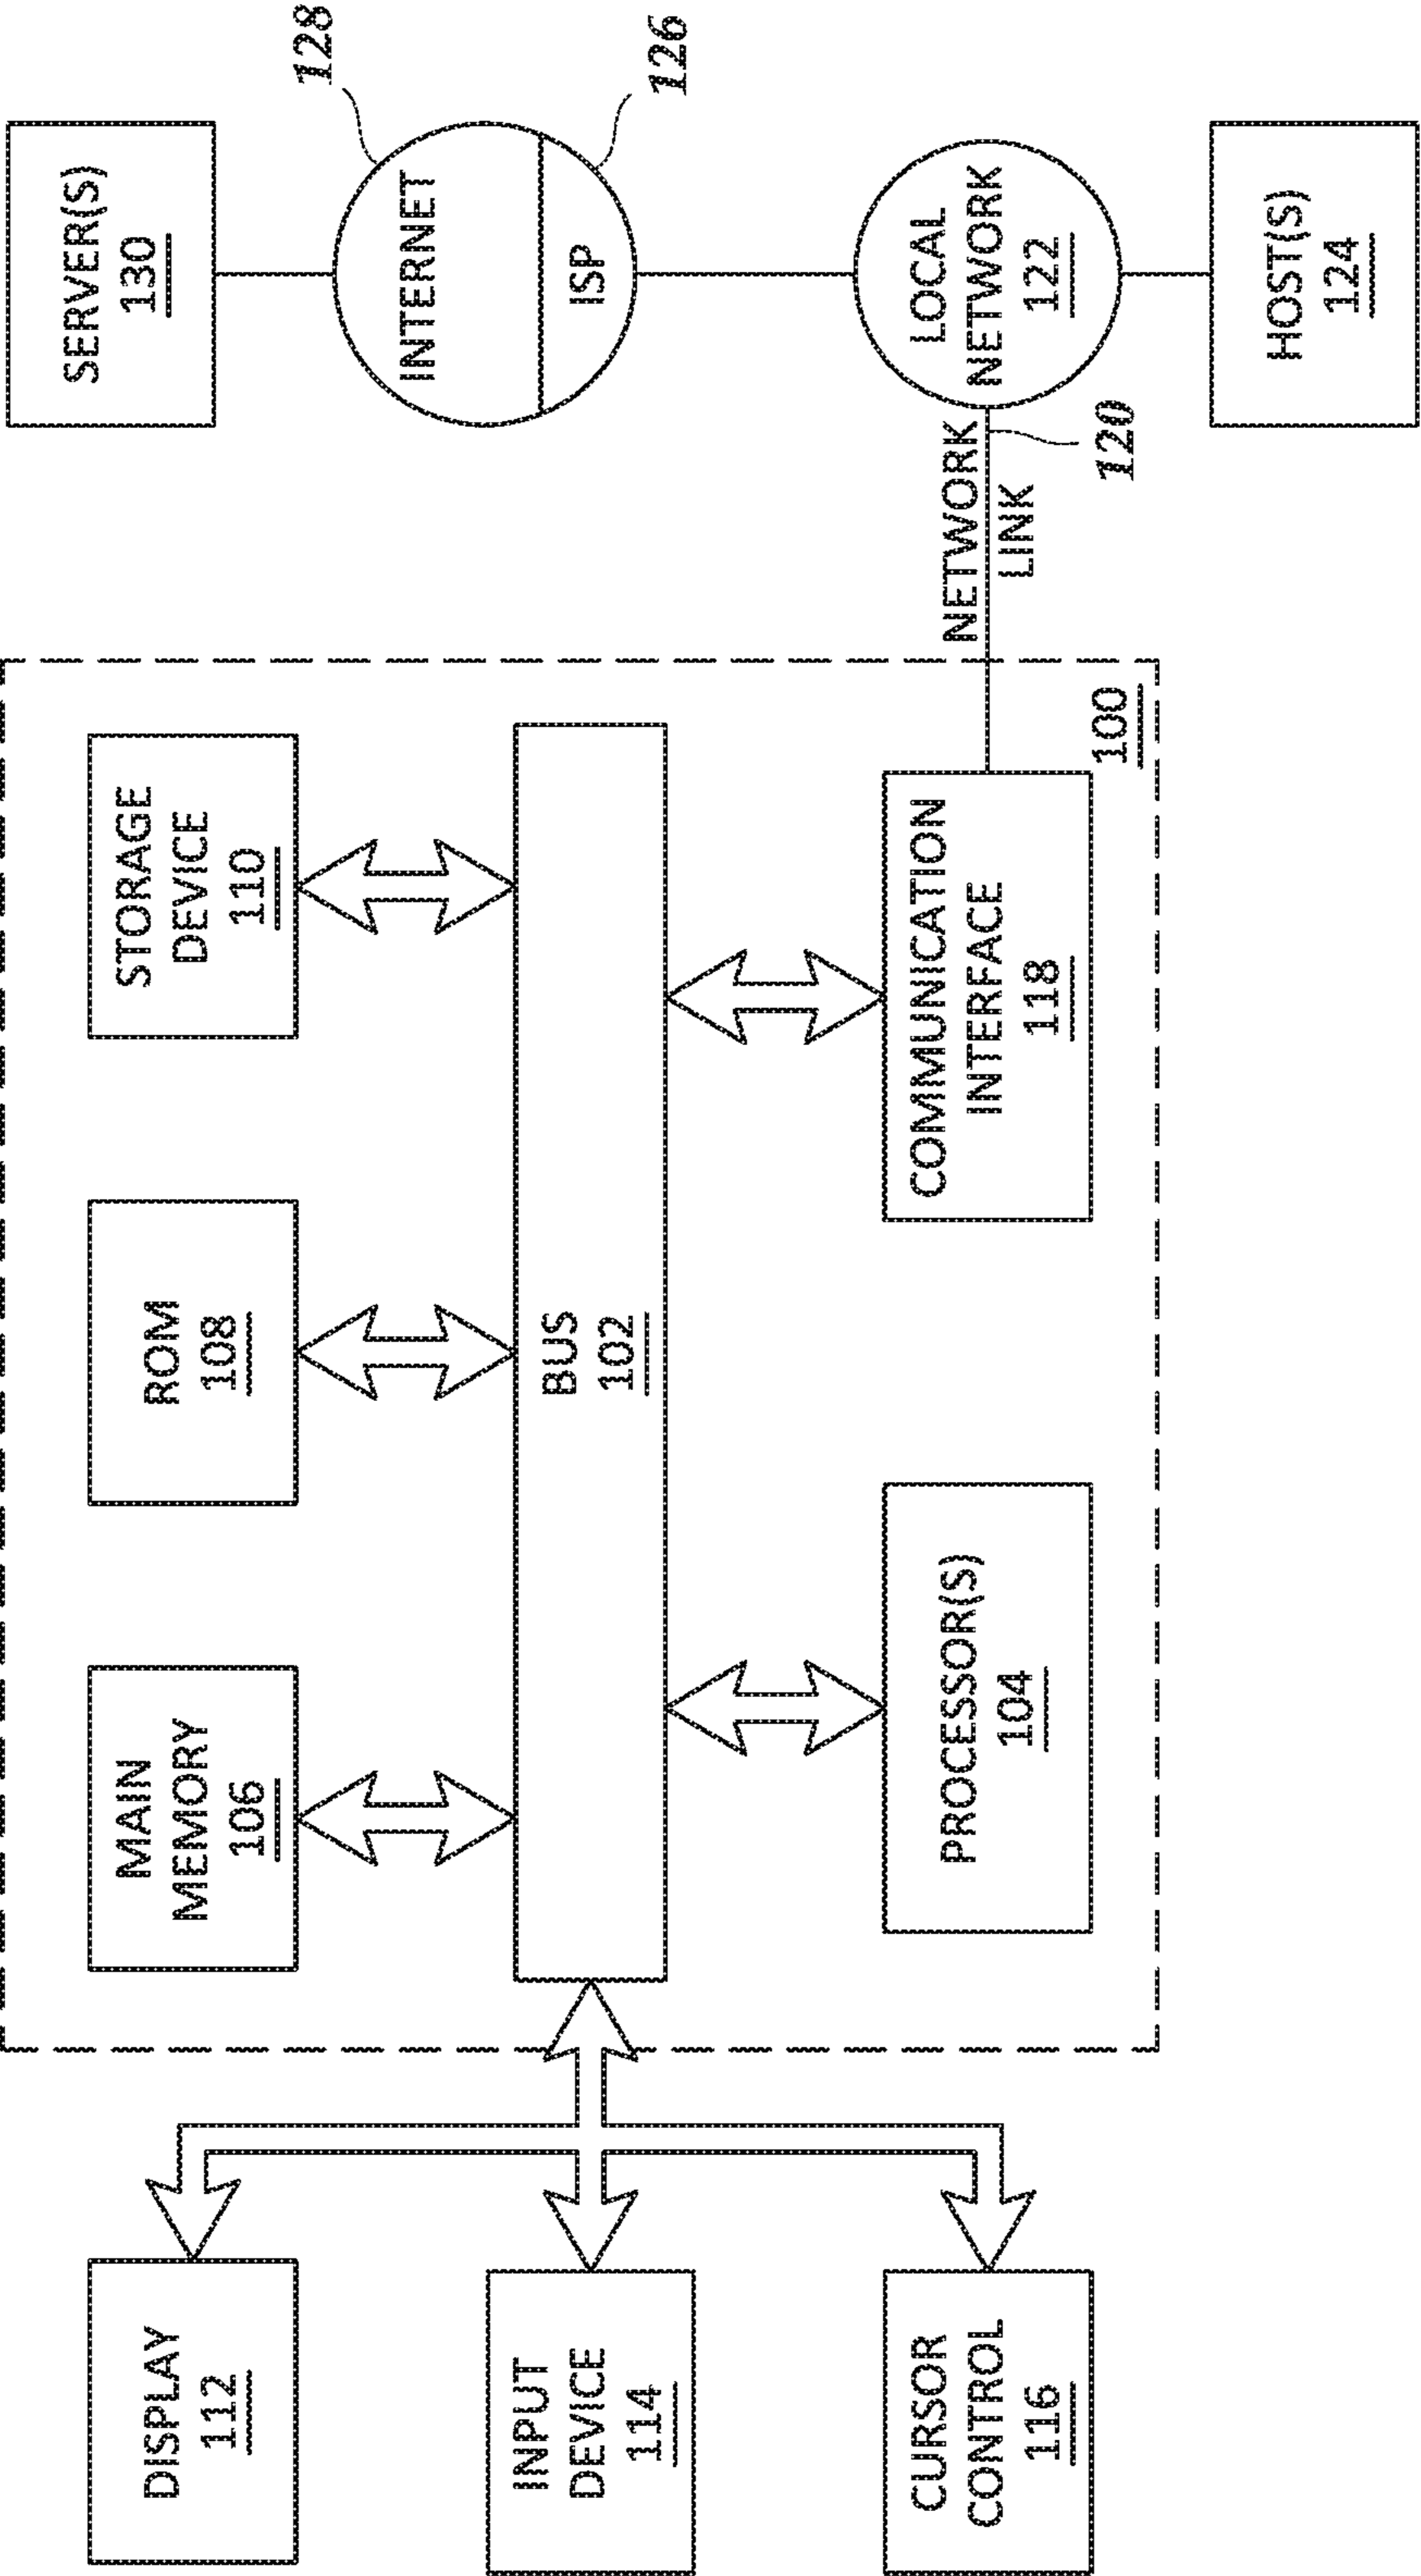 DISPLAY
112
INPUT
DEVICE
114
CURSOR
CONTROL
116
MAIN
MEMORY
106
ROM
108
STORAGE
DEVICE
110
BUS
102
PROCESSOR(S)
104
COMMUNICATION
INTERFACE
118
100
NETWORK
LINK
120
SERVER(S)
130
128
INTERNET
ISP
126
LOCAL
NETWORK
122
HOST(S)
124